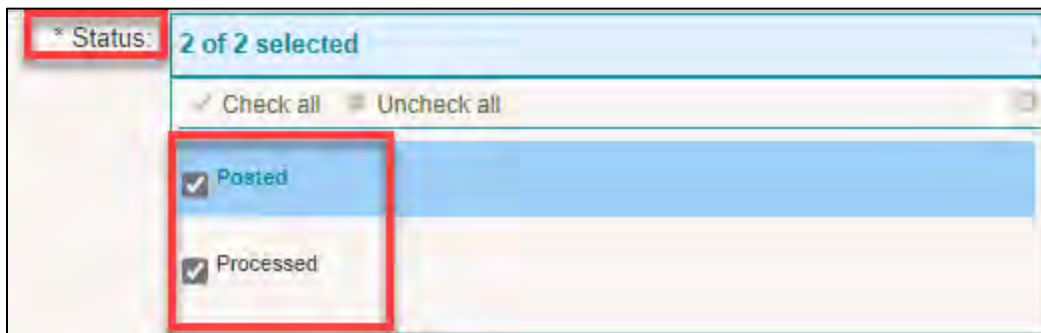 * Status:
2 of 2 selected
Check all Uncheck all
Posted
Processed